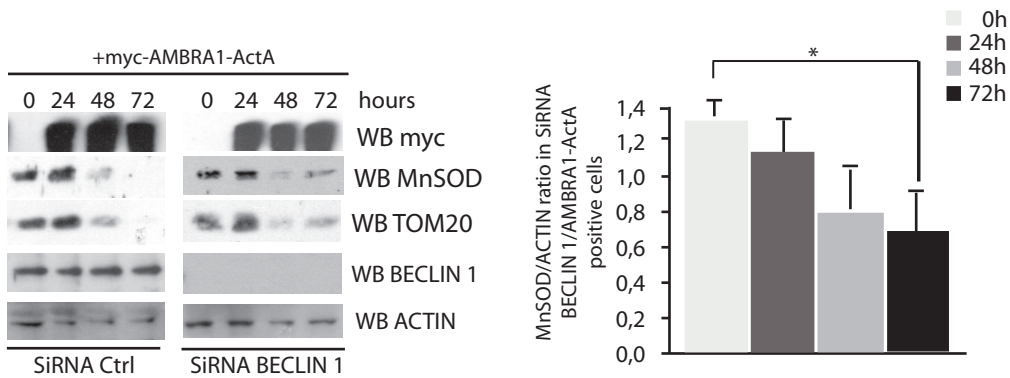 +myc-AMBRA1-ActA
0 24 48 72 0 24 48 72 hours
WB myc
WB MnSOD
WB TOM20
WB BECLIN 1
WB ACTIN
SiRNA Ctrl SiRNA BECLIN 1
MnSOD/ACTIN ratio in SiRNA
BECLIN 1/AMBRA1-ActA
positive cells
1,4
1,2
1,0
0,8
0,6
0,4
0,2
0,0
*
0h
24h
48h
72h